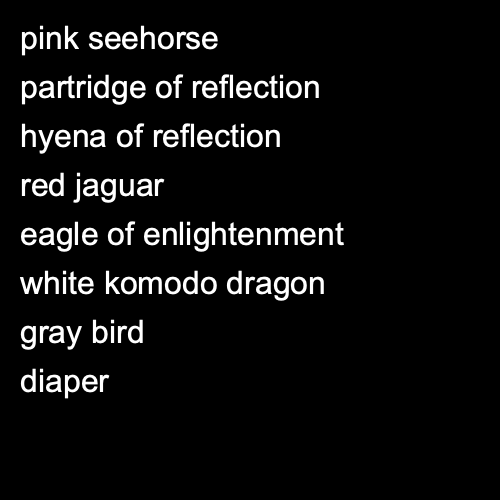 pink seehorse
partridge of reflection
hyena of reflection
red jaguar
eagle of enlightenment
white komodo dragon
gray bird
diaper